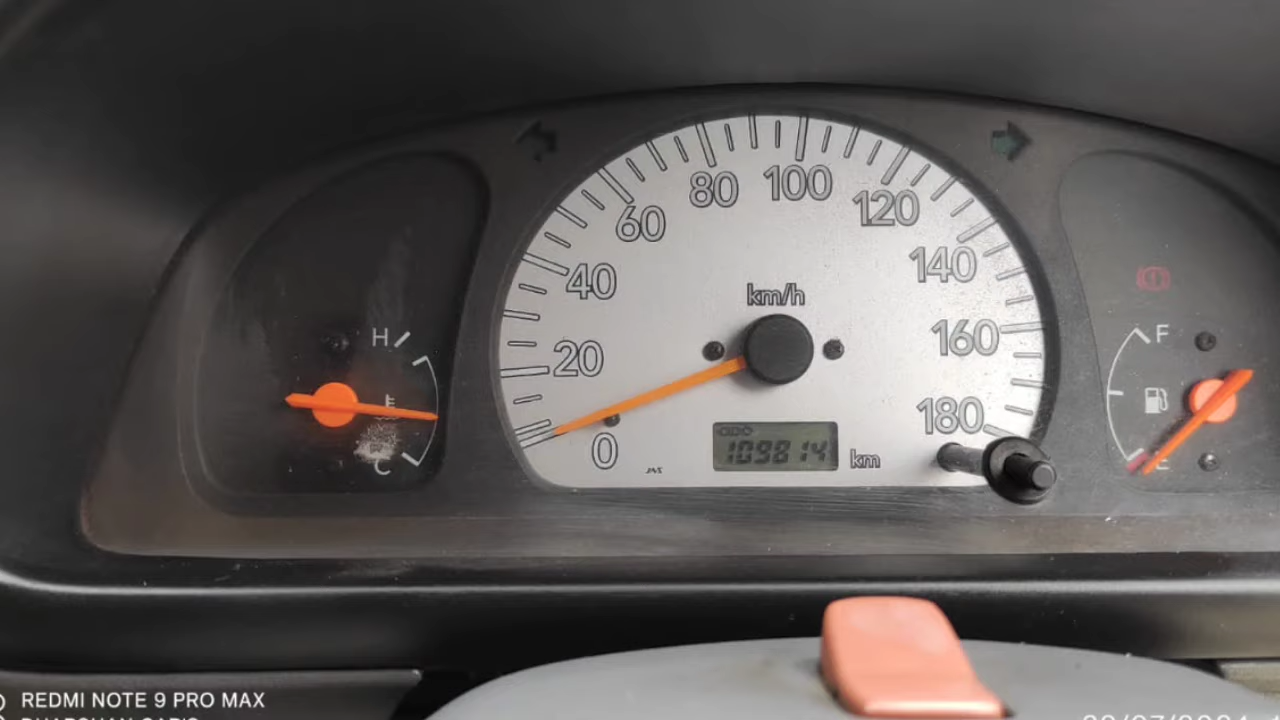 80 100
60 120
40 km/h 140
H
20 160 F
180
E
0 ODO 109814 km
C E
REDMI NOTE 9 PRO MAX